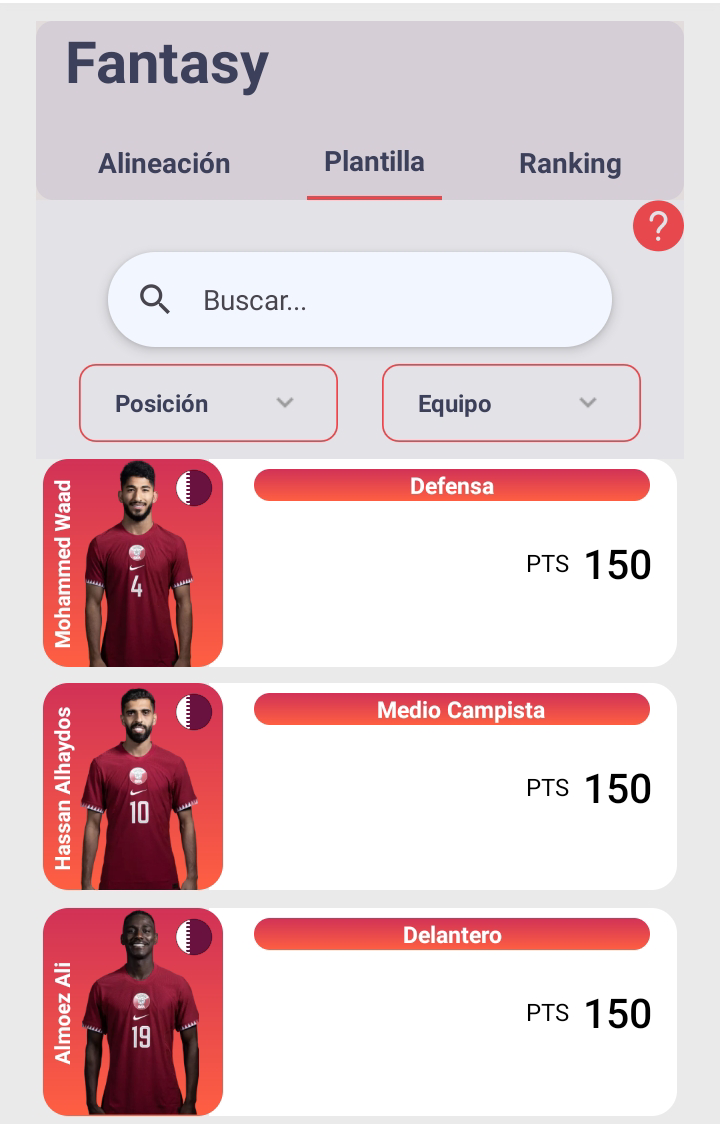 Fantasy
Alineación
Plantilla
Ranking
?
Buscar...
Posición
Equipo
Mohammed Waad
4
Defensa
PTS 150
Hassan Alhaydos
10
Medio Campista
PTS 150
Almoez Ali
19
Delantero
PTS 150